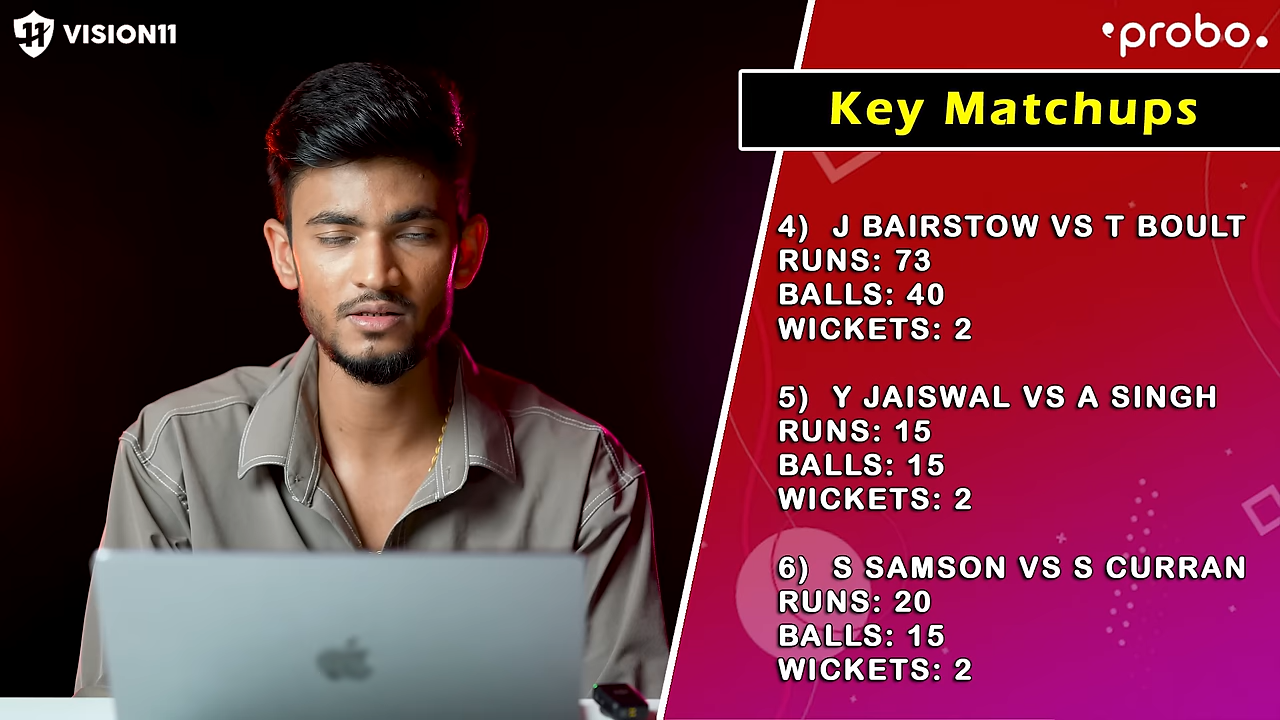 VISION11
probo.
Key Matchups
4) J BAIRSTOW VS T BOULT
RUNS: 73
BALLS: 40
WICKETS: 2
5) Y JAISWAL VS A SINGH
RUNS: 15
BALLS: 15
WICKETS: 2
6) S SAMSON VS S CURRAN
RUNS: 20
BALLS: 15
WICKETS: 2